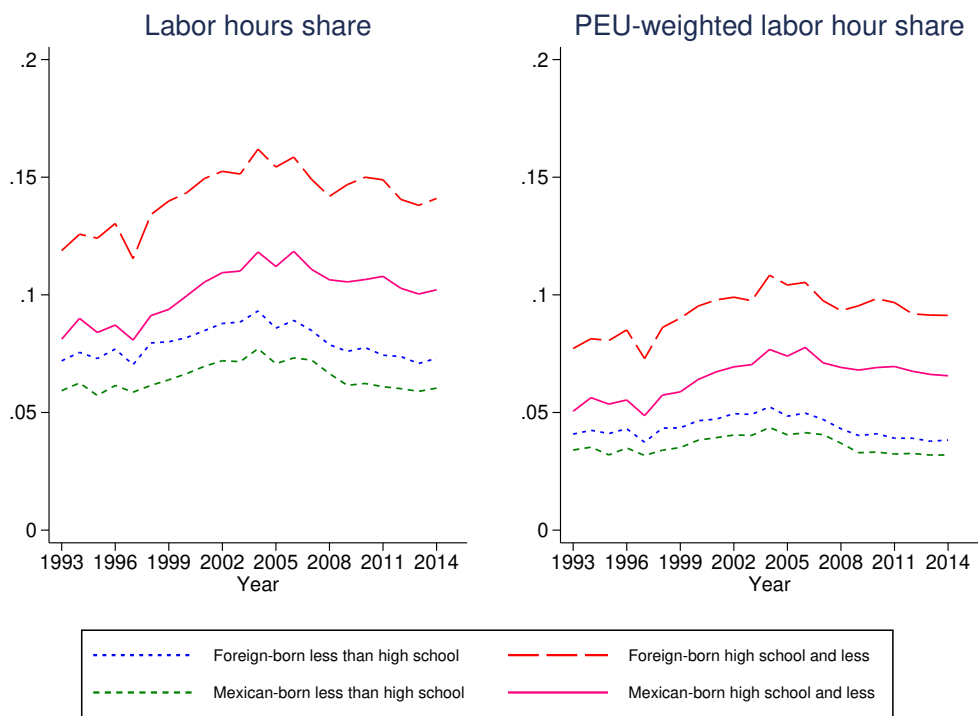 Labor hours share
.2
.15
.1
.05
0
1993 1996 1999 2002 2005 2008 2011 2014
Year
PEU-weighted labor hour share
.2
.15
.1
.05
0
1993 1996 1999 2002 2005 2008 2011 2014
Year
Foreign-born less than high school
Foreign-born high school and less
Mexican-born less than high school
Mexican-born high school and less